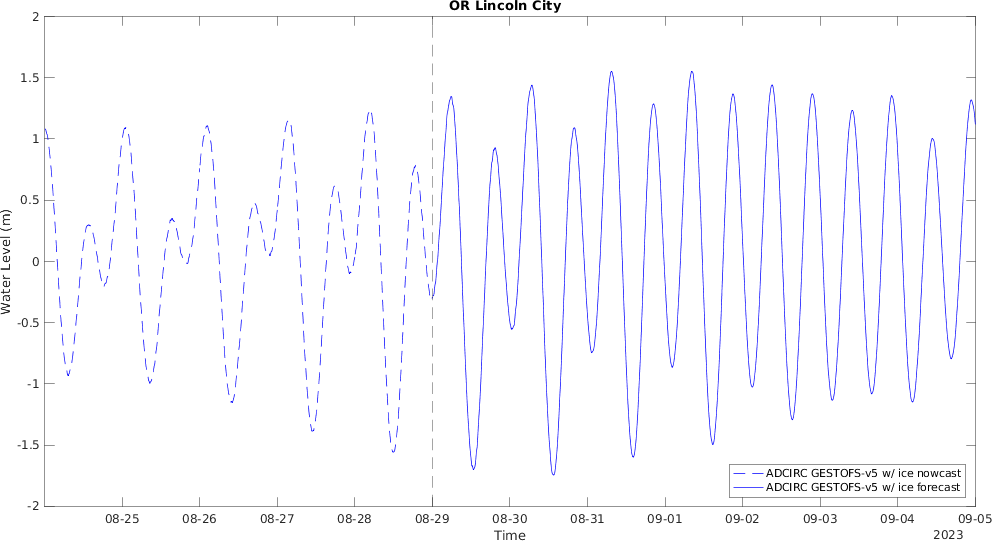 OR Lincoln City
2
1.5
1
0.5
0
-0.5
-1
-1.5
-2
Water Level (m)
08-25 08-26 08-27 08-28 08-29 08-30 08-31 09-01 09-02 09-03 09-04 09-05
Time
2023
ADCIRC GESTOFS-v5 w/ ice nowcast
ADCIRC GESTOFS-v5 w/ ice forecast